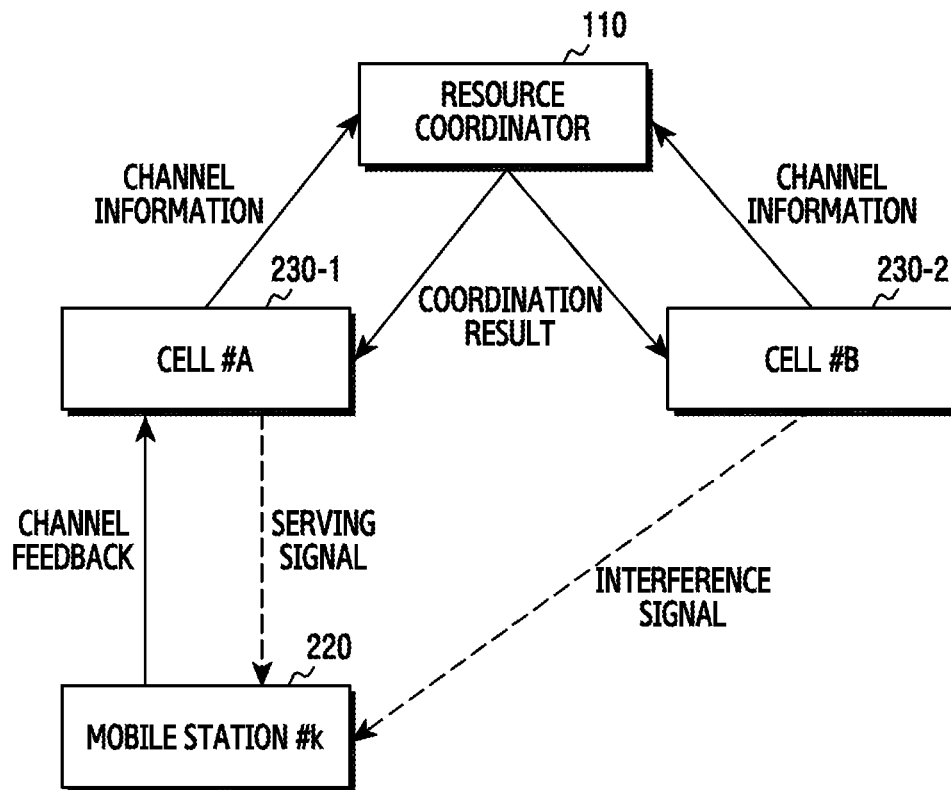 110
RESOURCE
COORDINATOR
CHANNEL
INFORMATION
CHANNEL
INFORMATION
230-1
230-2
COORDINATION
RESULT
CELL #A
CELL #B
CHANNEL
FEEDBACK
SERVING
SIGNAL
INTERFERENCE
SIGNAL
220
MOBILE STATION #k